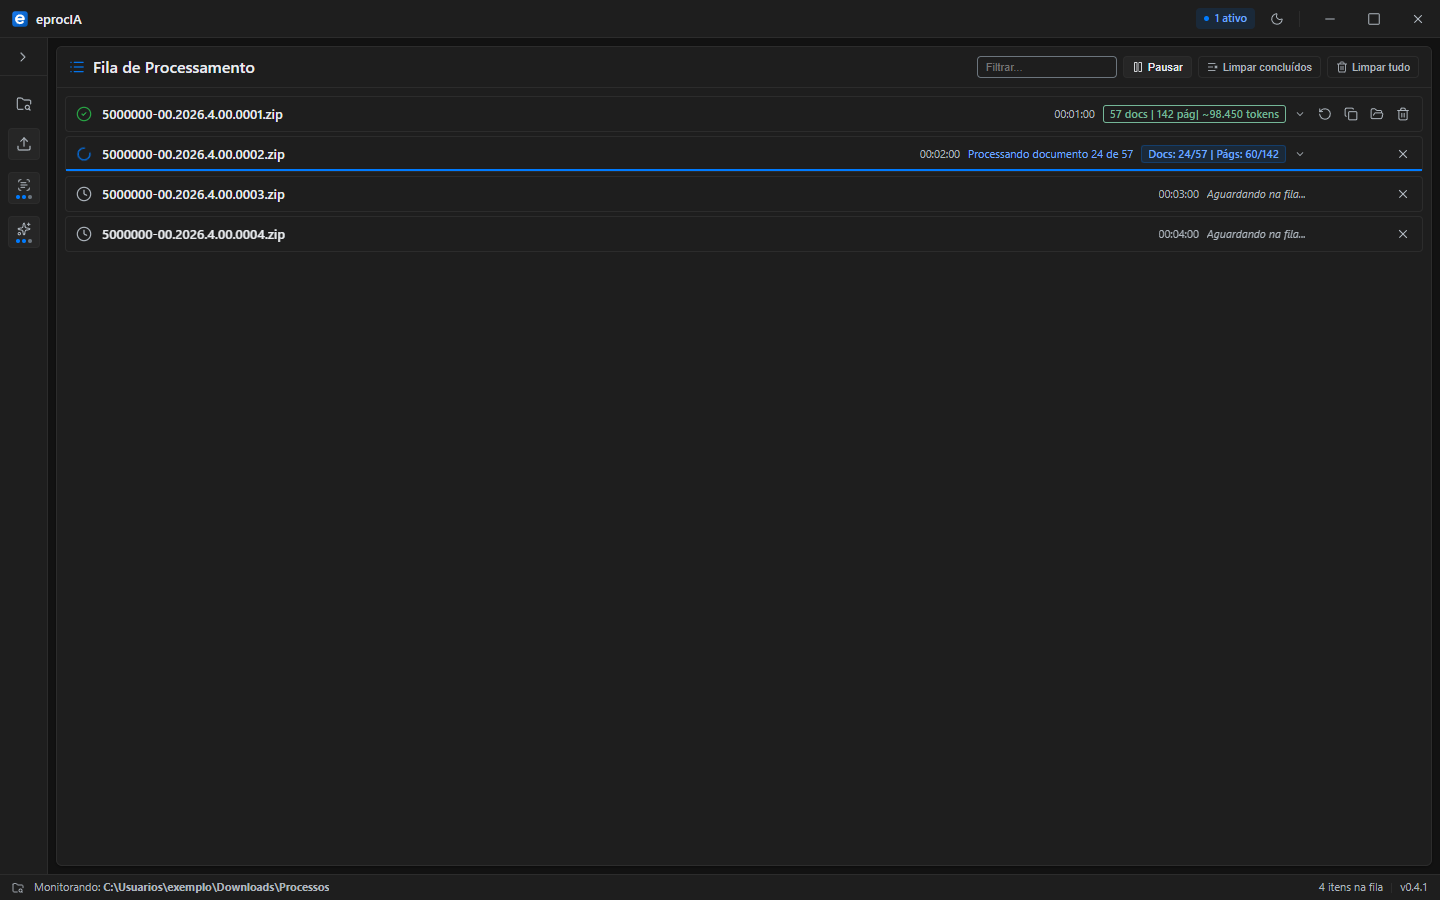 eprocIA
1 ativo
Fila de Processamento
Filtrar...
Pausar
Limpar concluídos
Limpar tudo
5000000-00.2026.4.00.0001.zip
00:01:00
57 docs | 142 pág| ~98.450 tokens
5000000-00.2026.4.00.0002.zip
00:02:00
Processando documento 24 de 57
Docs: 24/57 | Págs: 60/142
5000000-00.2026.4.00.0003.zip
00:03:00
Aguardando na fila...
5000000-00.2026.4.00.0004.zip
00:04:00
Aguardando na fila...
Monitorando: C:\Usuarios\exemplo\Downloads\Processos
4 itens na fila
v0.4.1